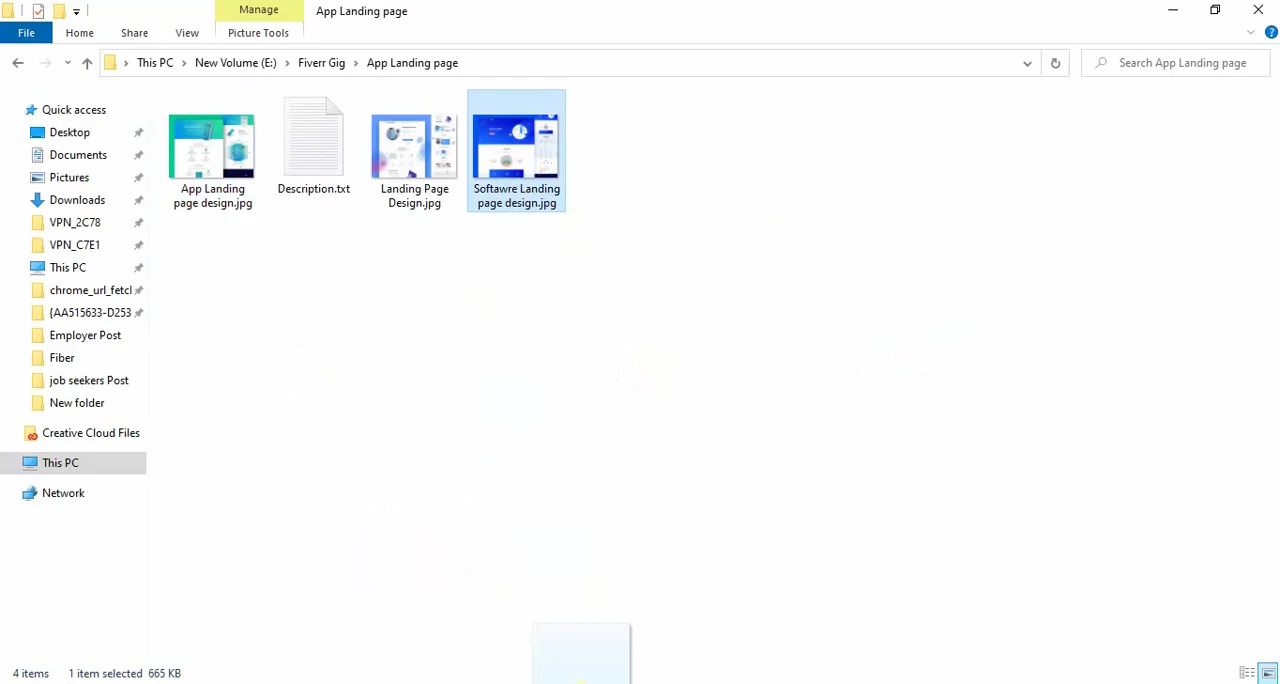 Manage
App Landing page
File
Home
Share
View
Picture Tools
This PC
New Volume (E:)
Fiverr Gig
App Landing page
Search App Landing page
Quick access
Desktop
Documents
Pictures
Downloads
VPN_2C78
VPN_C7E1
This PC
chrome_url_fetcl
{AA515633-D253
Employer Post
Fiber
job seekers Post
New folder
Creative Cloud Files
This PC
Network
App Landing
page design.jpg
Description.txt
Landing Page
Design.jpg
Softawre Landing
page design.jpg
4 items
1 item selected 665 KB